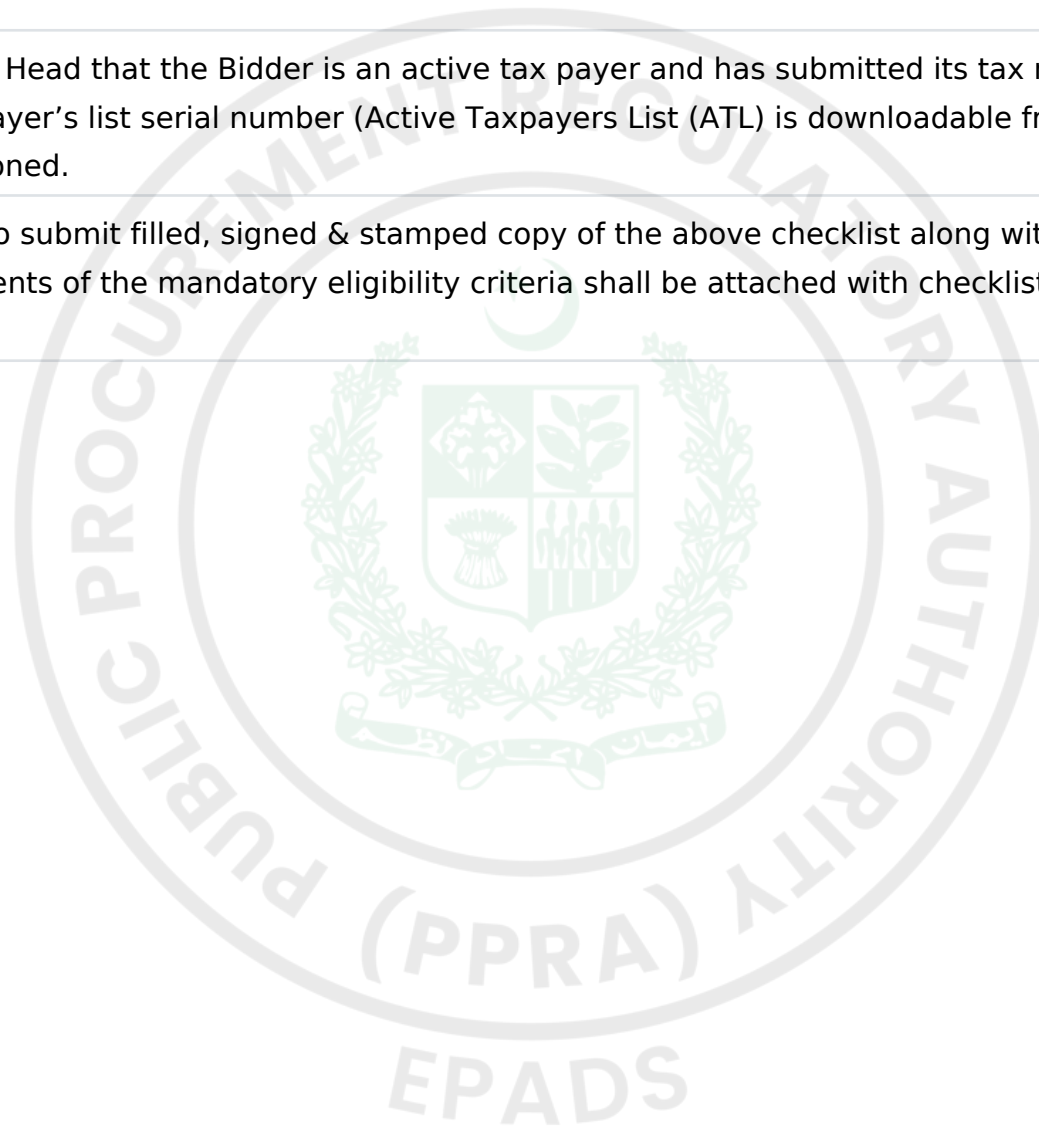 Head that the Bidder is an active tax payer and has submitted its tax
ayer's list serial number (Active Taxpayers List (ATL) is downloadable
oned.
o submit filled, signed & stamped copy of the above checklist along
ents of the mandatory eligibility criteria shall be attached with checklist
PUBLIC PROCUREMENT REGULATORY AUTHORITY
(PPRA)
EPADS